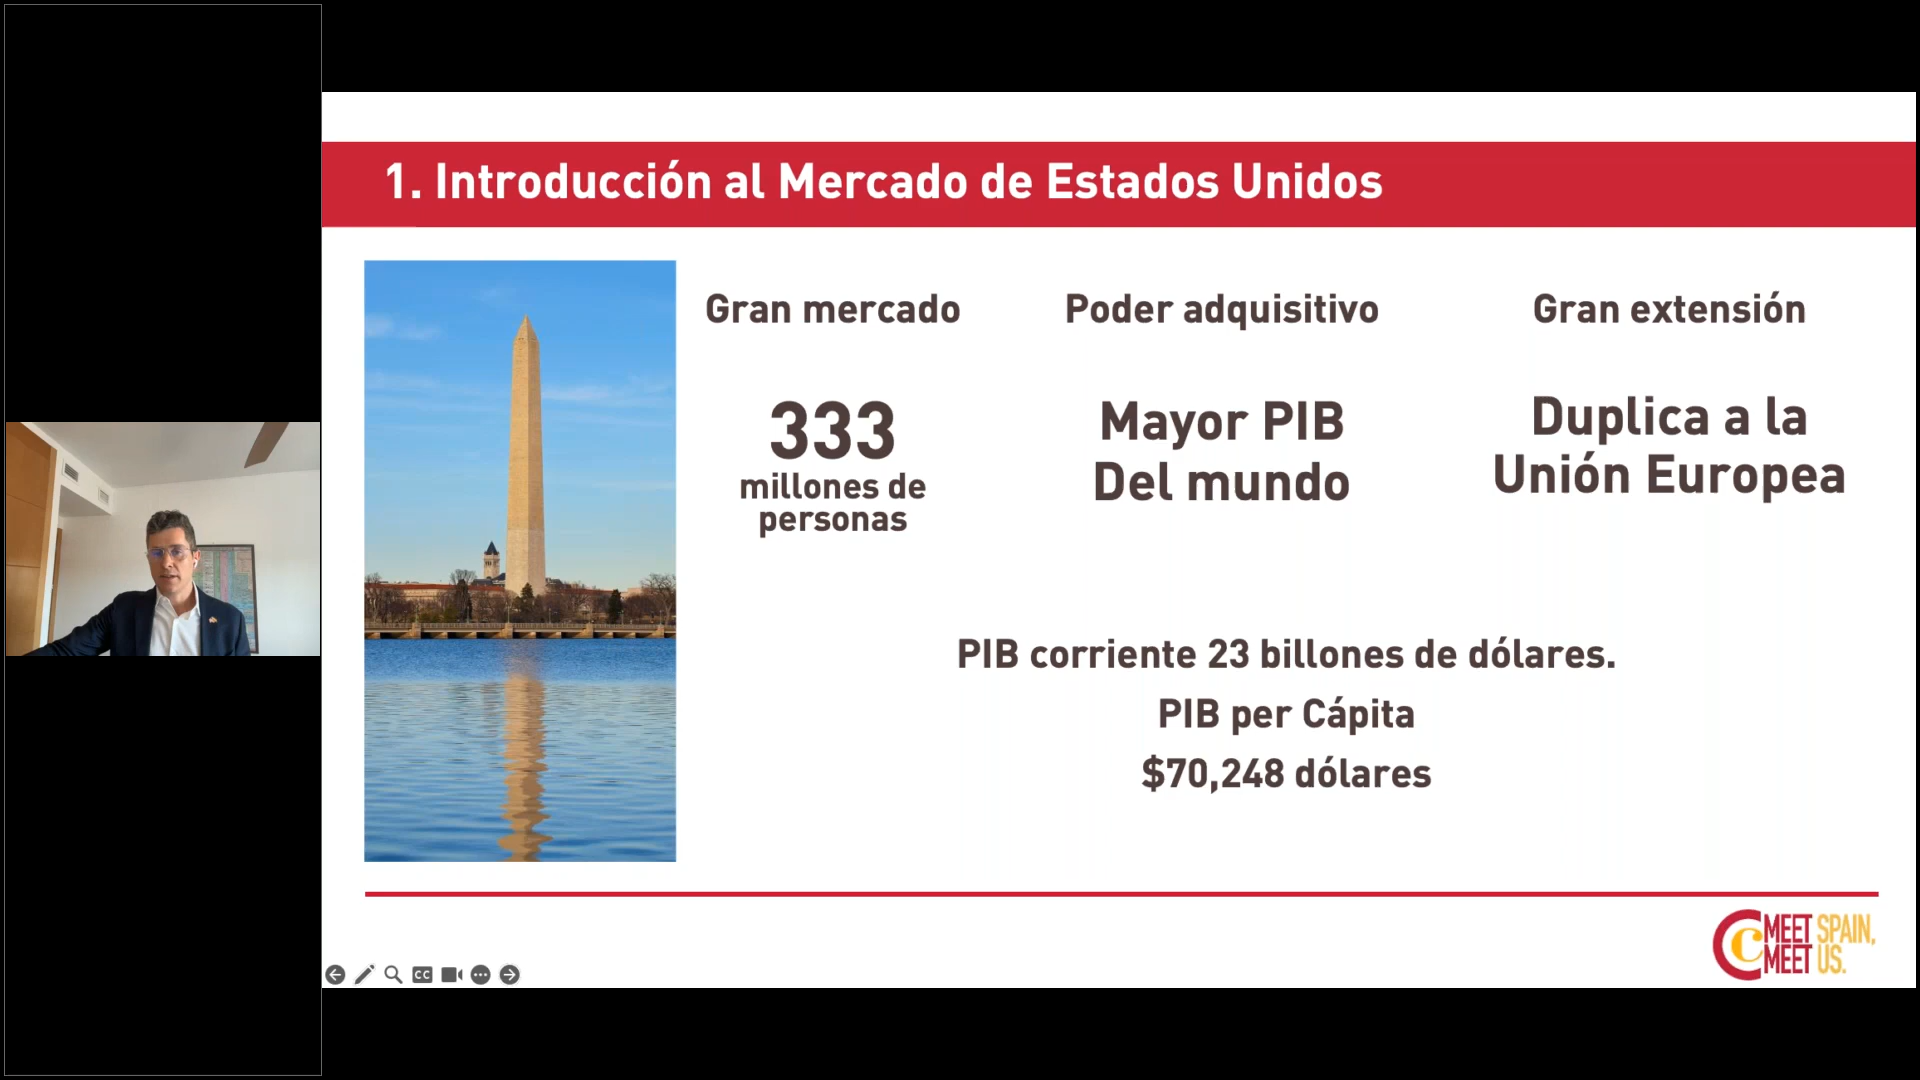 1. Introducción al Mercado de Estados Unidos
Gran mercado
333
millones de
personas
Poder adquisitivo
Mayor PIB
Del mundo
Gran extensión
Duplica a la
Unión Europea
PIB corriente 23 billones de dólares.
PIB per Cápita
$70,248 dólares
CC
MEET SPAIN,
MEET US.